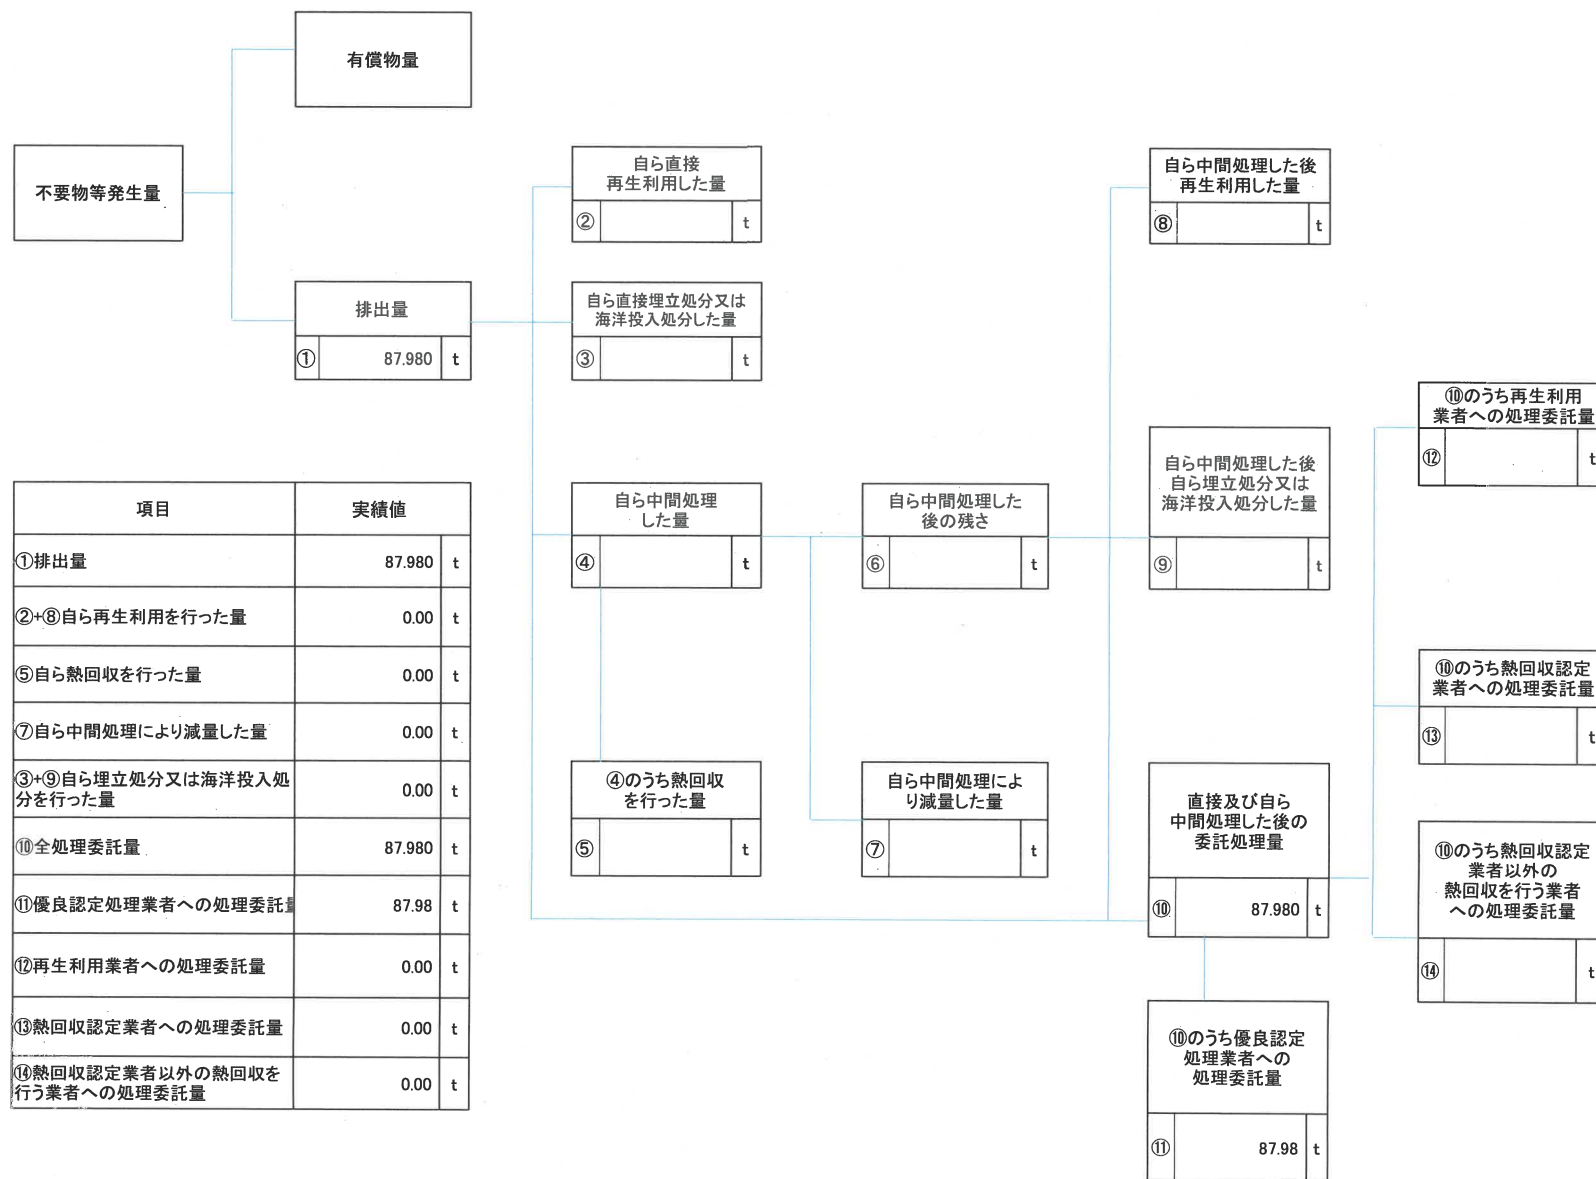 有償物量
不要物等発生量
排出量
① 87.980 t
自ら直接
再生利用した量
② t
自ら直接埋立処分又は
海洋投入処分した量
③ t
自ら中間処理
した量
④ t
④のうち熱回収
を行った量
⑤ t
自ら中間処理した
後の残さ
⑥ t
自ら中間処理によ
り減量した量
⑦ t
自ら中間処理した後
再生利用した量
⑧ t
自ら中間処理した後
自ら埋立処分又は
海洋投入処分した量
⑨ t
直接及び自ら
中間処理した後の
委託処理量
⑩ 87.980 t
⑩のうち優良認定
処理業者への
処理委託量
⑪ 87.98 t
⑩のうち再生利用
業者への処理委託量
⑫ t
⑩のうち熱回収認定
業者への処理委託量
⑬ t
⑩のうち熱回収認定
業者以外の
熱回収を行う業者
への処理委託量
⑭ t
項目 実績値
①排出量 87.980 t
②+⑧自ら再生利用を行った量 0.00 t
⑤自ら熱回収を行った量 0.00 t
⑦自ら中間処理により減量した量 0.00 t
③+⑨自ら埋立処分又は海洋投入処
分を行った量 0.00 t
⑩全処理委託量 87.980 t
⑪優良認定処理業者への処理委託量 87.98 t
⑫再生利用業者への処理委託量 0.00 t
⑬熱回収認定業者への処理委託量 0.00 t
⑭熱回収認定業者以外の熱回収を
行う業者への処理委託量 0.00 t